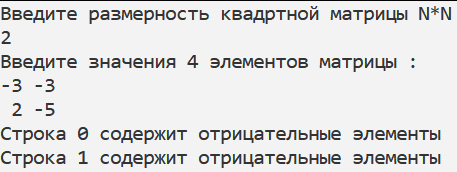 Введите размерность квадртной матрицы N*N
2
Введите значения 4 элементов матрицы :
-3 -3
 2 -5
Строка 0 содержит отрицательные элементы
Строка 1 содержит отрицательные элементы